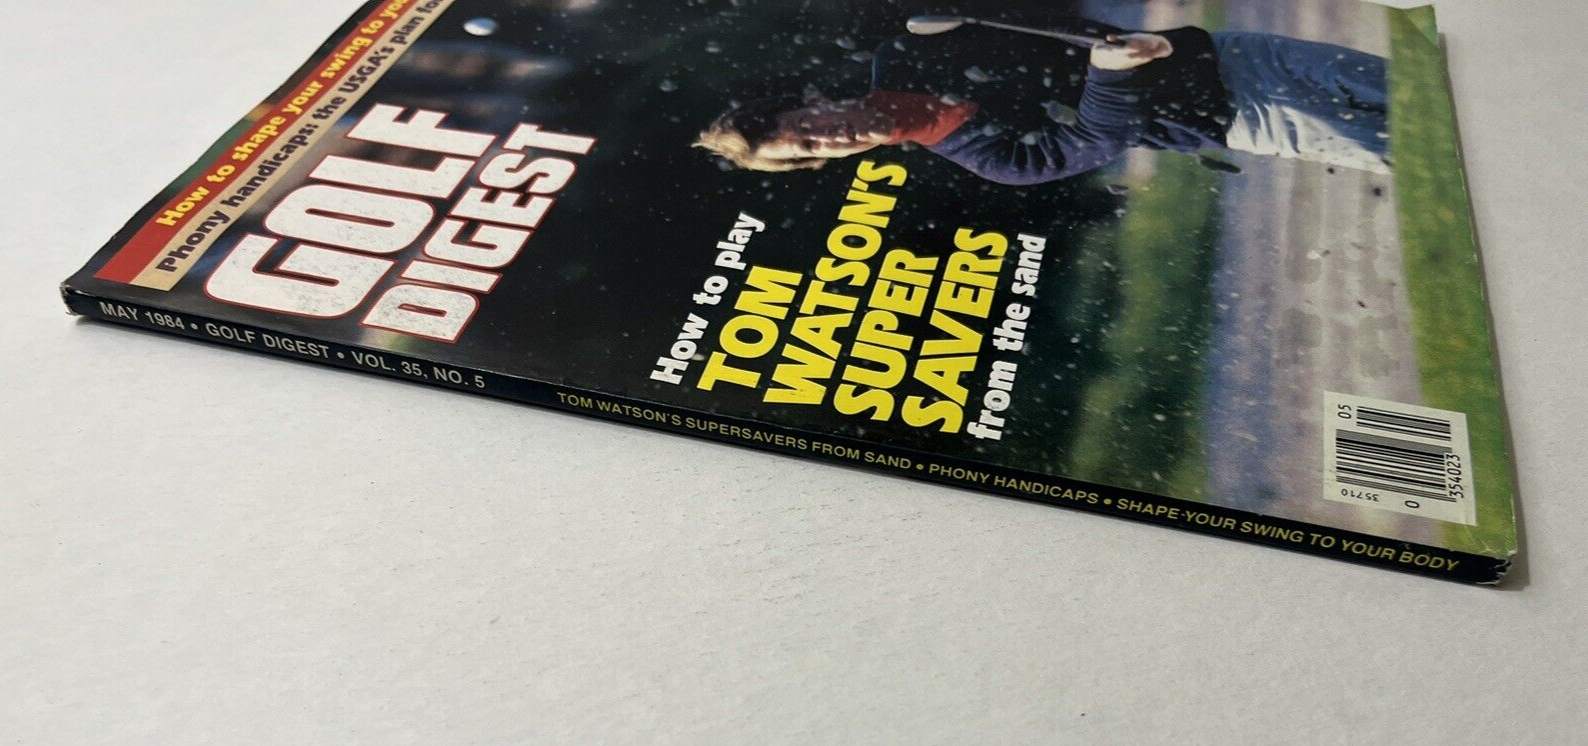 How to shape your swing to you
Phony handicaps: the USGA's plan fo
GOLF
DIGEST
How to play
TOM
WATSON'S
SUPER
SAVERS
from the sand
05
35710
0
354023
MAY 1984 • GOLF DIGEST • VOL. 35, NO. 5
TOM WATSON'S SUPERSAVERS FROM SAND • PHONY HANDICAPS • SHAPE-YOUR SWING TO YOUR BODY